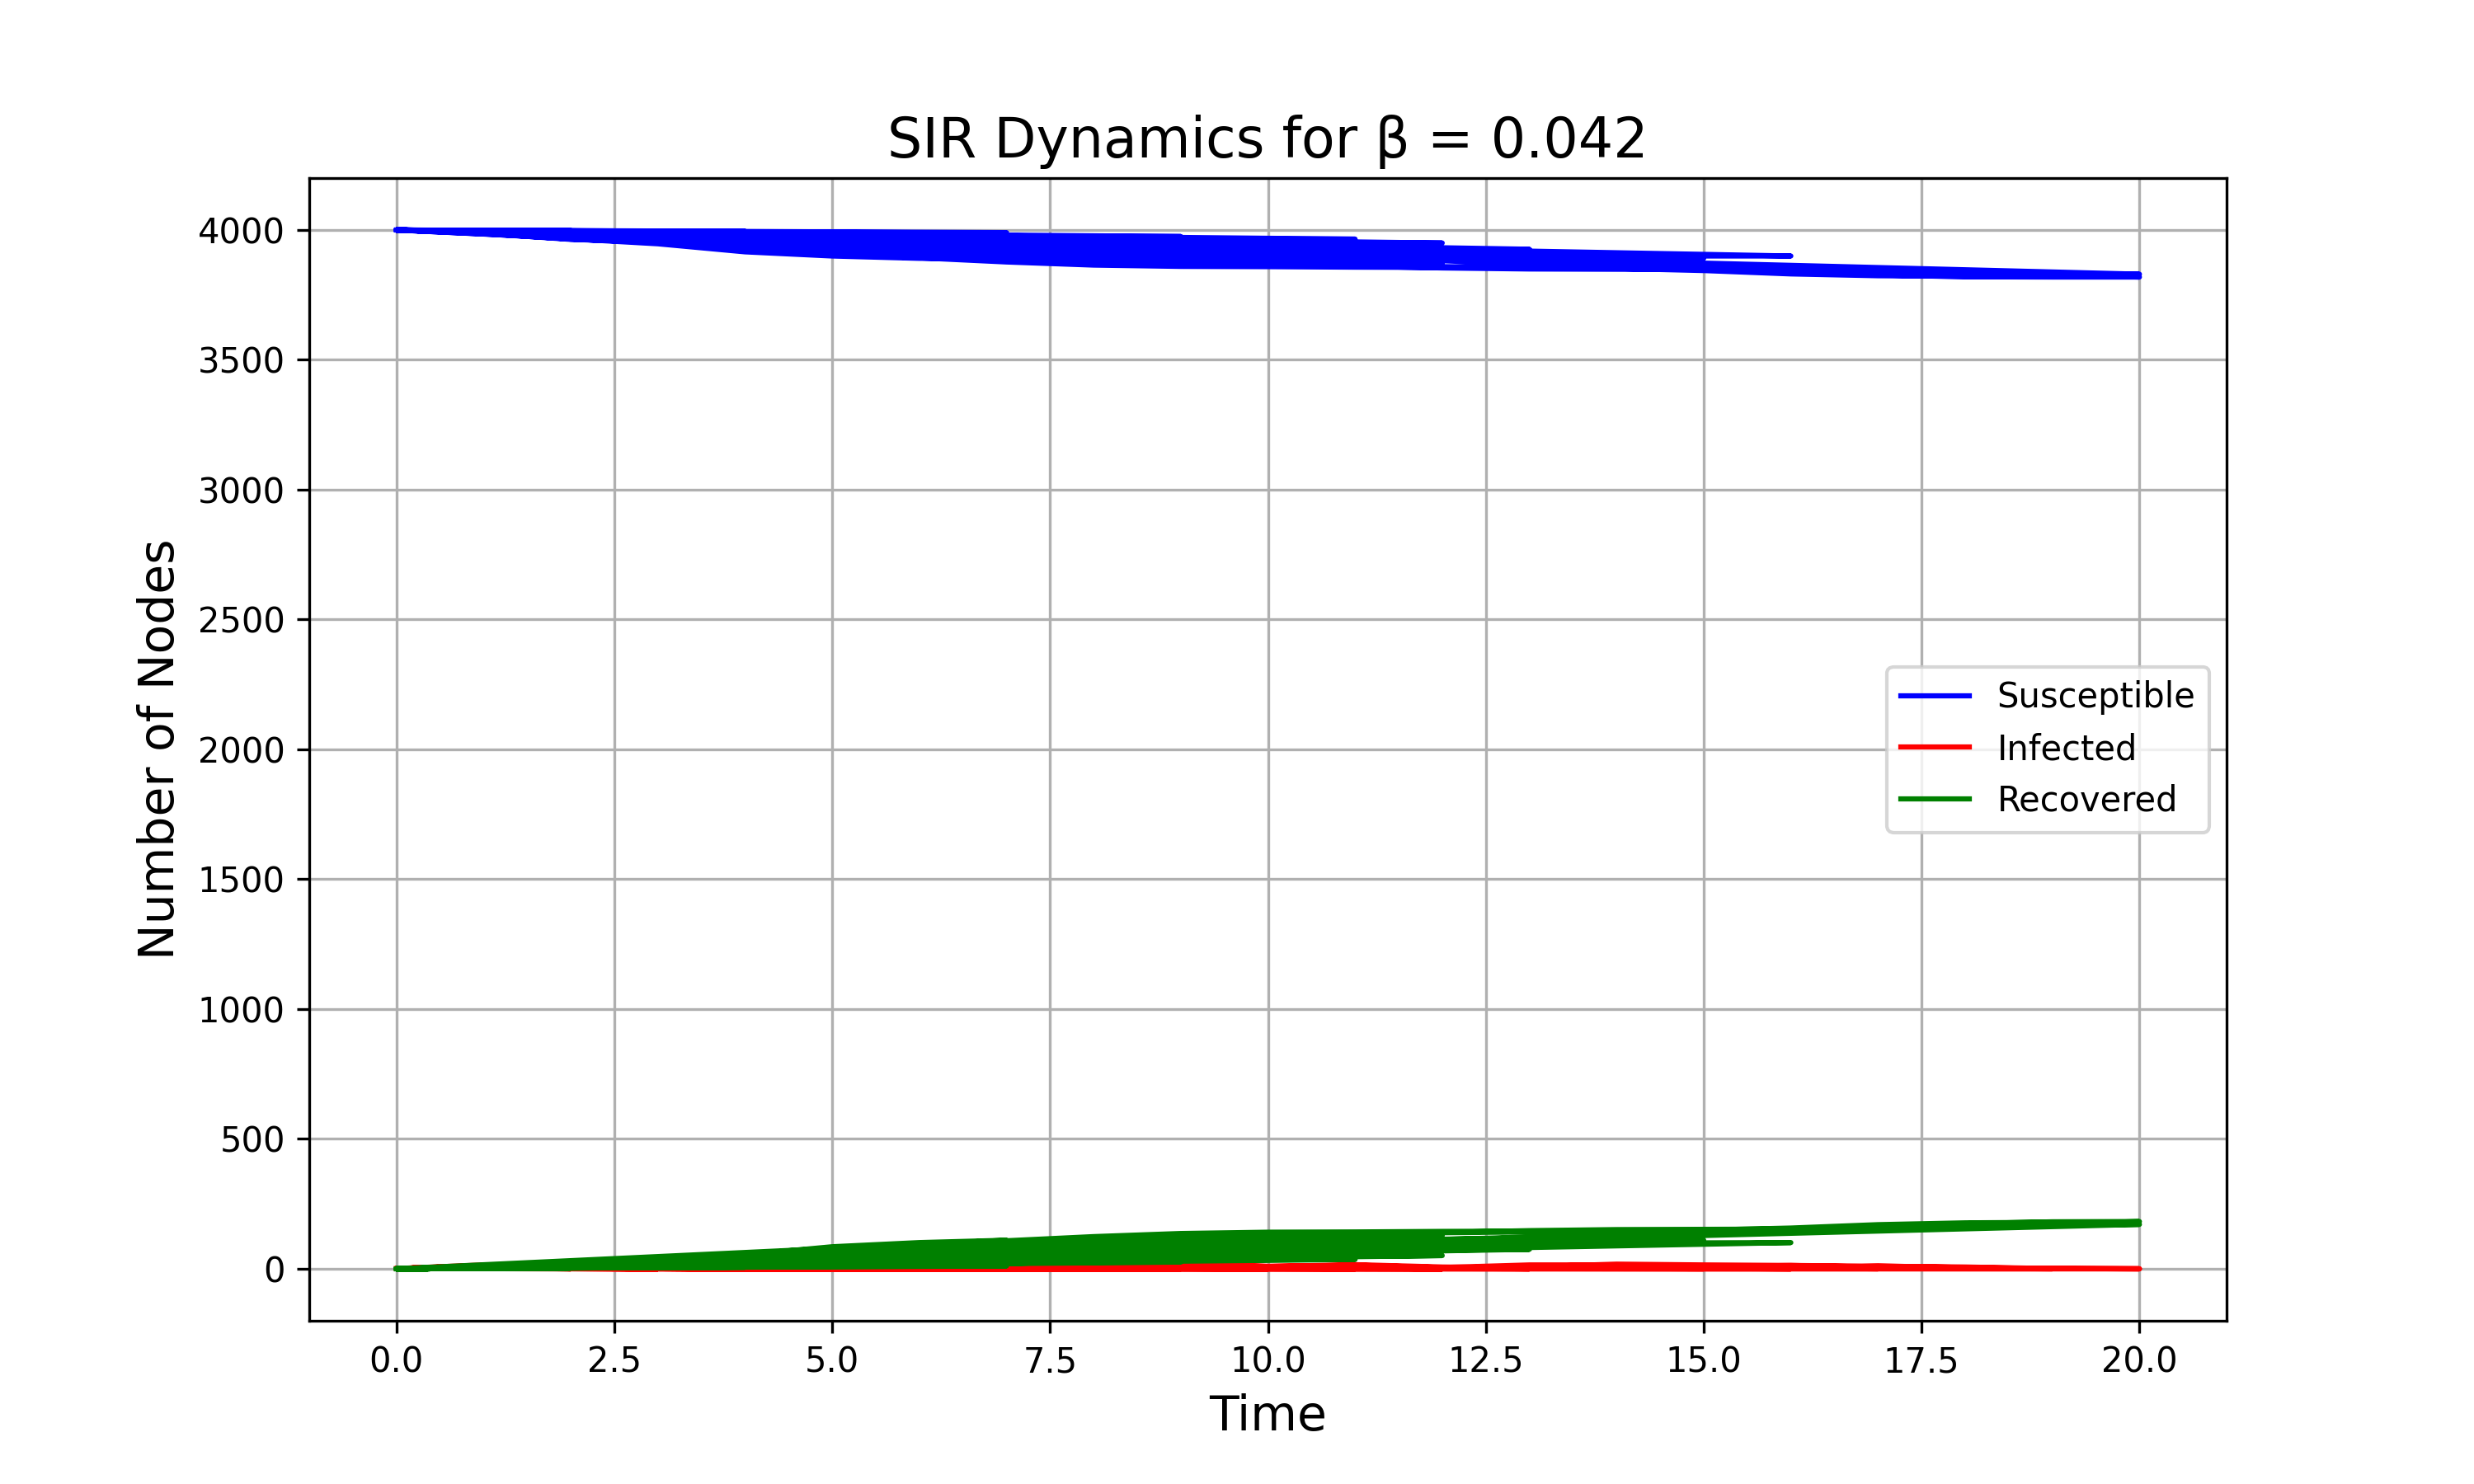 SIR Dynamics for β = 0.042
Number of Nodes
4000
3500
3000
2500
2000
1500
1000
500
0
Susceptible
Infected
Recovered
0.0 2.5 5.0 7.5 10.0 12.5 15.0 17.5 20.0
Time